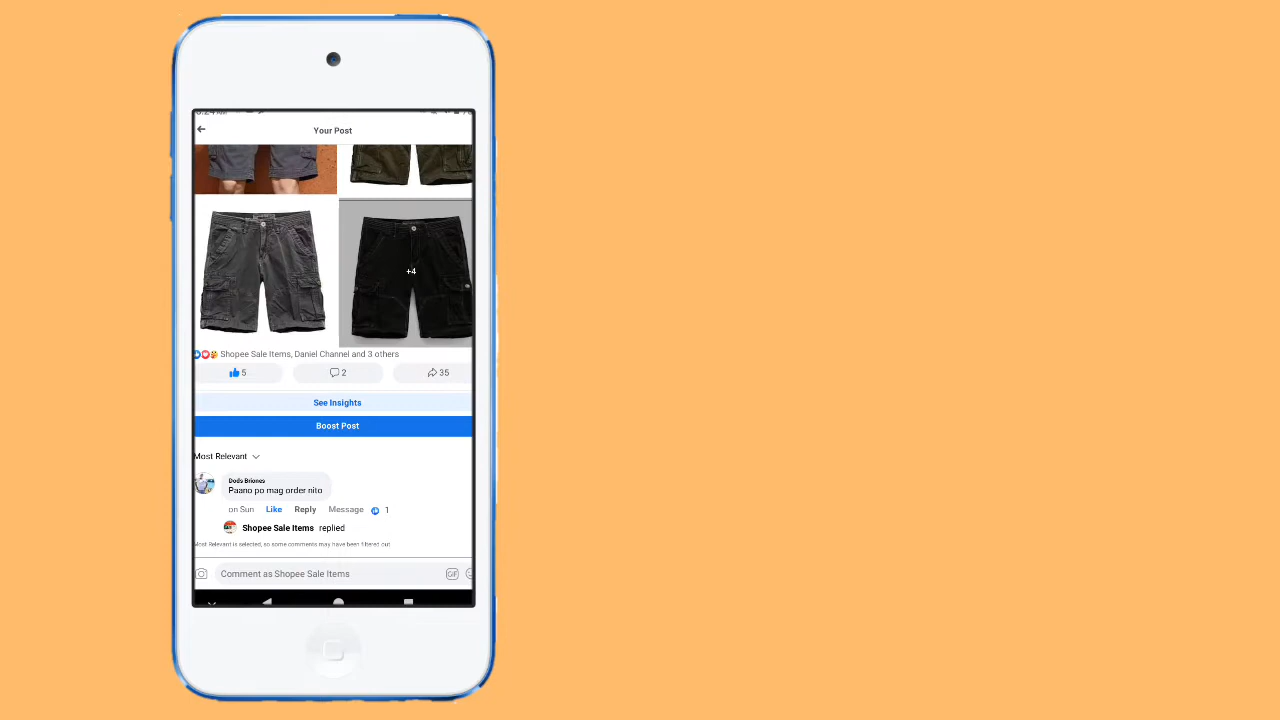 Your Post
+4
Shopee Sale Items, Daniel Channel and 3 others
5
2
35
See Insights
Boost Post
Most Relevant
Dods Briones
Paano po mag order nito
on Sun Like Reply Message 1
Shopee Sale Items replied
Most Relevant is selected, so some comments may have been filtered out
Comment as Shopee Sale Items
GIF